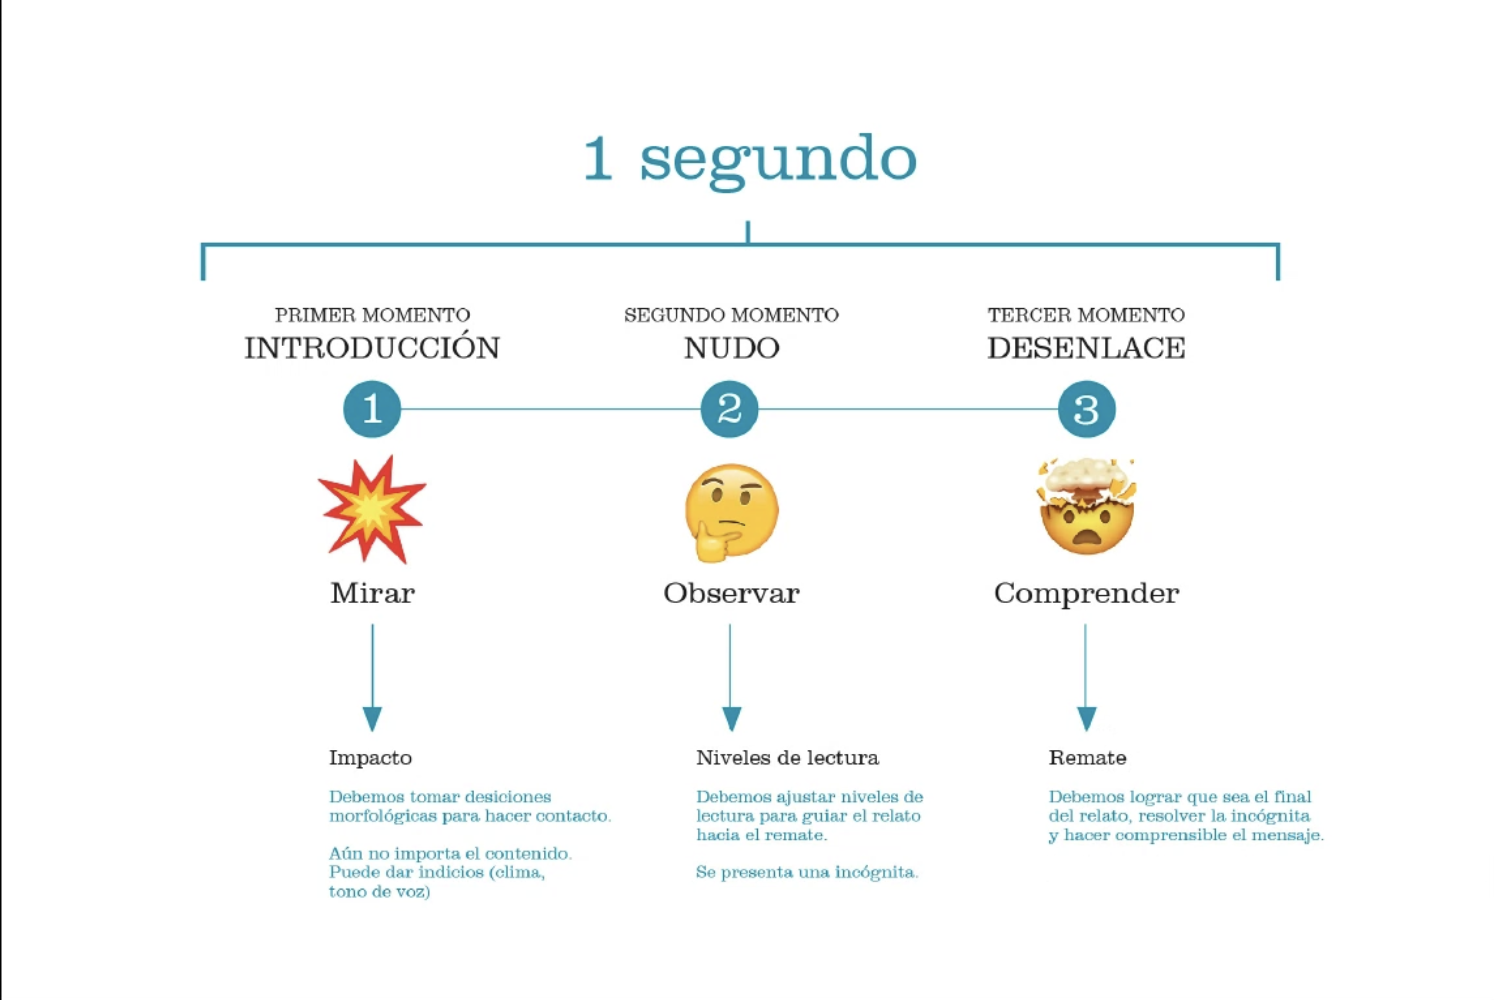 1 segundo
PRIMER MOMENTO
INTRODUCCIÓN
1
Mirar
Impacto
Debemos tomar desiciones
morfológicas para hacer contacto.
Aún no importa el contenido.
Puede dar indicios (clima,
tono de voz)
SEGUNDO MOMENTO
NUDO
2
Observar
Niveles de lectura
Debemos ajustar niveles de
lectura para guiar el relato
hacia el remate.
Se presenta una incógnita.
TERCER MOMENTO
DESENLACE
3
Comprender
Remate
Debemos lograr que sea el final
del relato, resolver la incógnita
y hacer comprensible el mensaje.